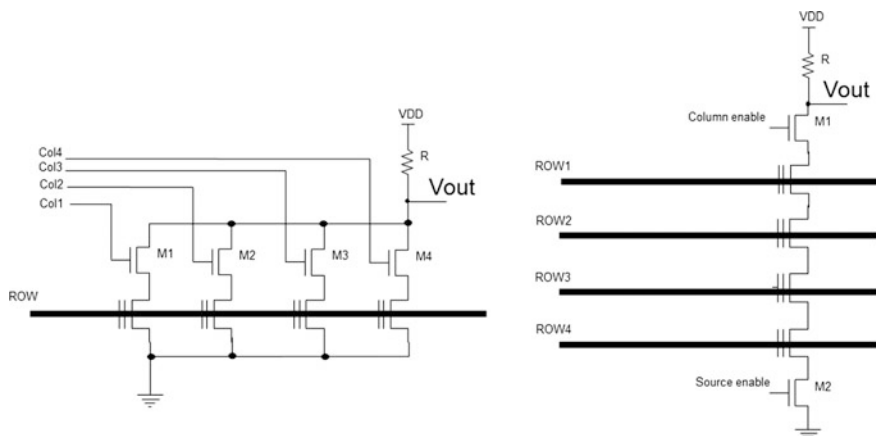 VDD
R
Vout
Col4
Col3
Col2
Col1
M1
M2
M3
M4
ROW
VDD
R
Vout
Column enable
M1
ROW1
ROW2
ROW3
ROW4
Source enable
M2